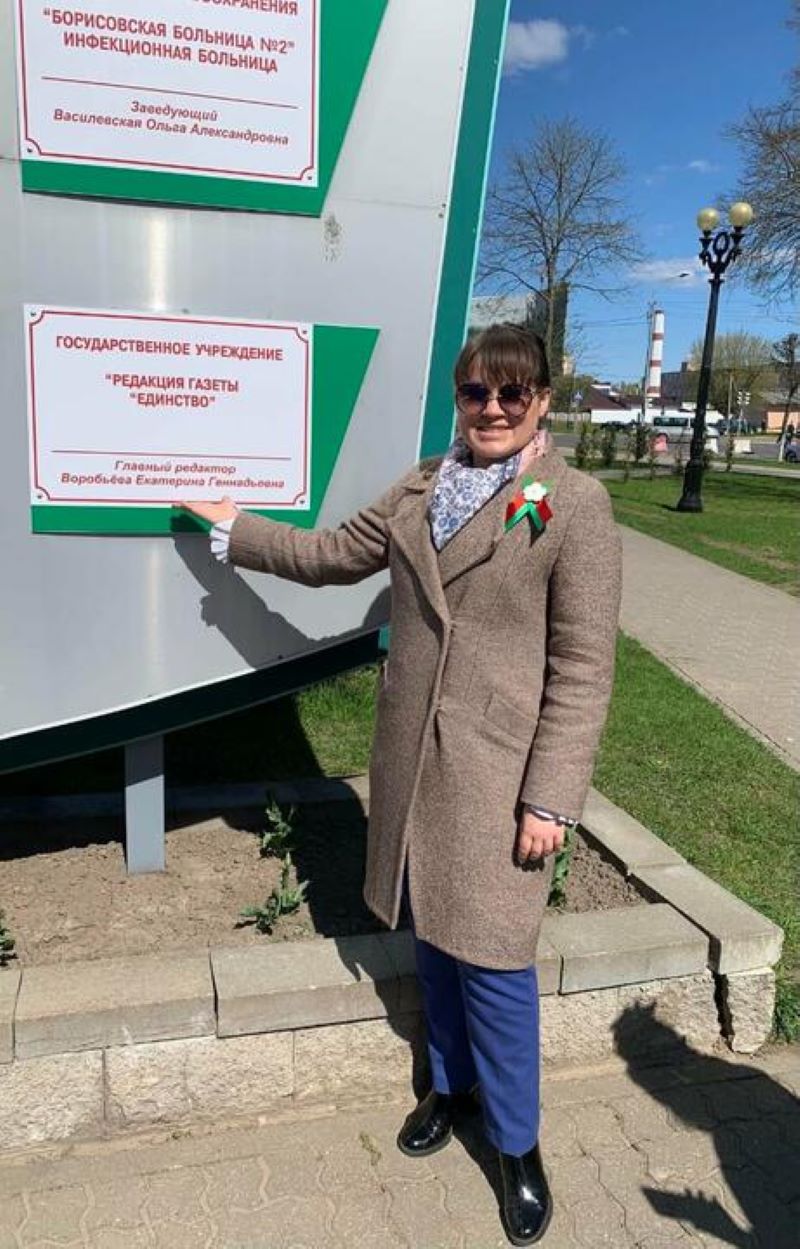 "БОРИСОВСКАЯ БОЛЬНИЦА №2"
ИНФЕКЦИОННАЯ БОЛЬНИЦА
Заведующий
Василевская Ольга Александровна
ГОСУДАРСТВЕННОЕ УЧРЕЖДЕНИЕ
"РЕДАКЦИЯ ГАЗЕТЫ
"ЕДИНСТВО"
Главный редактор
Воробьёва Екатерина Геннадьевна